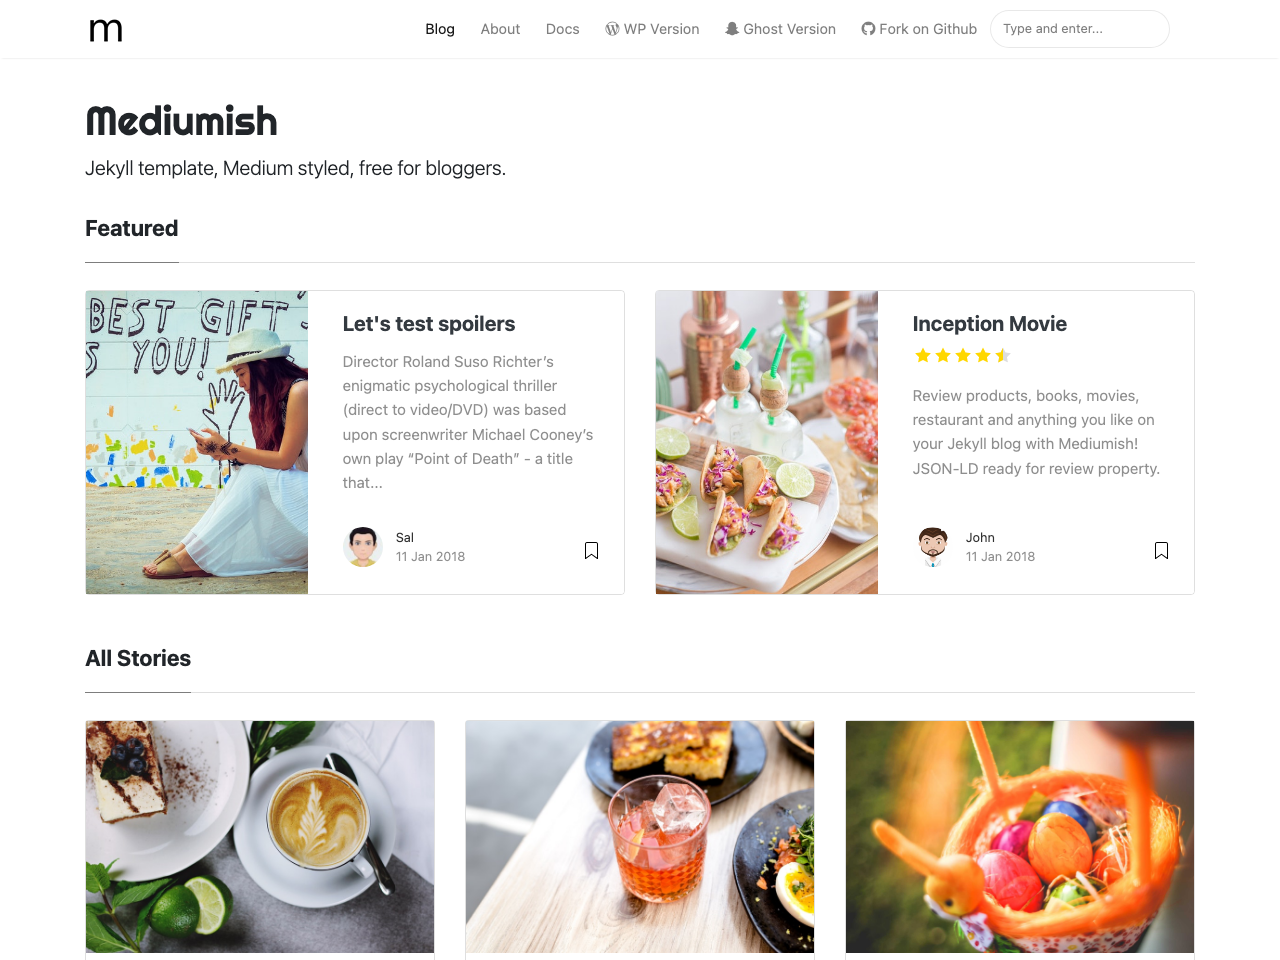 m
Blog
About
Docs
WP Version
Ghost Version
Fork on Github
Type and enter...
Mediumish
Jekyll template, Medium styled, free for bloggers.
Featured
BEST GIFT
S YOU!
Let's test spoilers
Director Roland Suso Richter’s
enigmatic psychological thriller
(direct to video/DVD) was based
upon screenwriter Michael Cooney’s
own play “Point of Death” - a title
that...
Sal
11 Jan 2018
Inception Movie
Review products, books, movies,
restaurant and anything you like on
your Jekyll blog with Mediumish!
JSON-LD ready for review property.
John
11 Jan 2018
All Stories